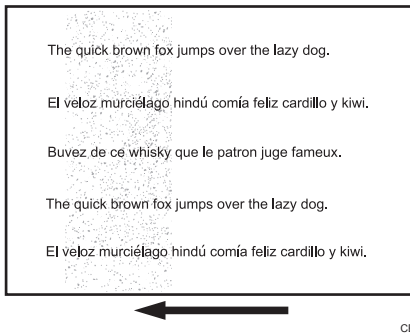 The quick brown fox jumps over the lazy dog.
El veloz murciélago hindú comía feliz cardillo y kiwi.
Buvez de ce whisky que le patron juge fameux.
The quick brown fox jumps over the lazy dog.
El veloz murciélago hindú comía feliz cardillo y kiwi.